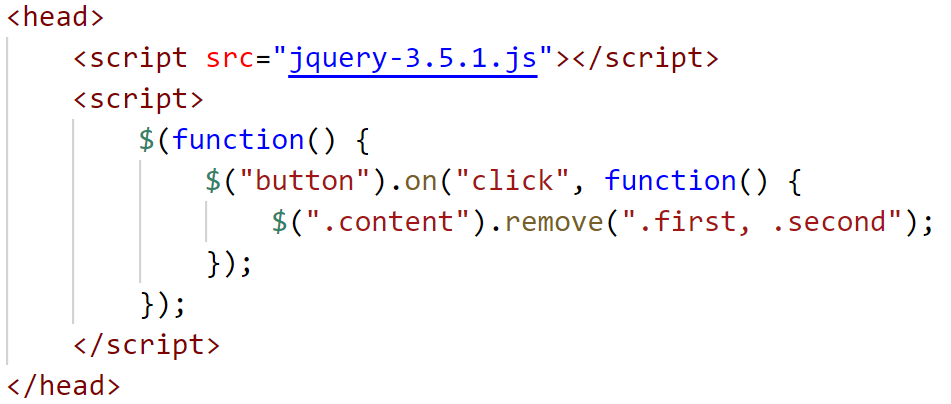 <head>
    <script src="jquery-3.5.1.js"></script>
    <script>
        $(function() {
            $("button").on("click", function() {
                $(".content").remove(".first, .second");
            });
        });
    </script>
</head>